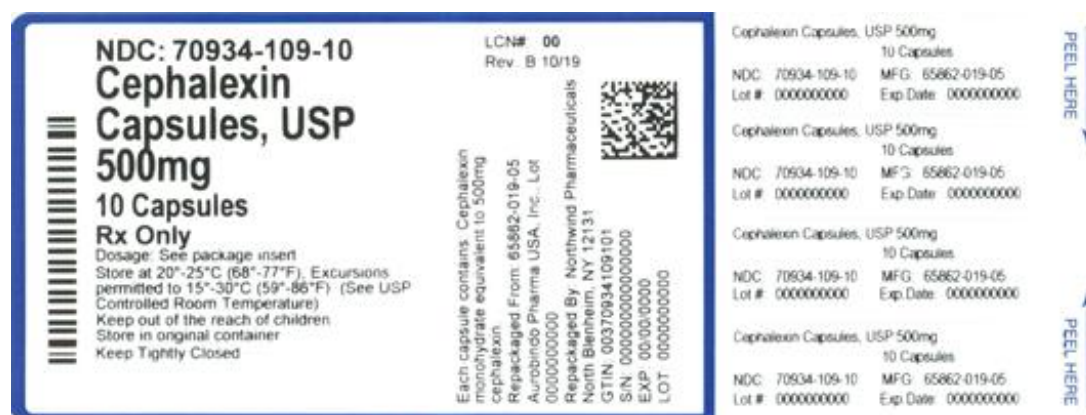 NDC: 70934-109-10
Cephalexin
Capsules, USP
500mg
10 Capsules
Rx Only
Dosage: See package insert
Store at 20°-25°C (68°-77°F), Excursions
permitted to 15°-30°C (59°-86°F) (See USP
Controlled Room Temperature)
Keep out of the reach of children
Store in original container
Keep Tightly Closed
LCN# 00
Rev. B 10/19
Each capsule contains: Cephalexin
monohydrate equivalent to 500mg
cephalexin
Repackaged From: 65862-019-05
Aurobindo Pharma USA, Inc., Lot
0000000000
Repackaged By: Northwind Pharmaceuticals
North Blenheim, NY 12131
GTIN: 00370934109101
EXP: 00/00/0000
LOT: 0000000000
Cephalexin Capsules, USP 500mg
10 Capsules
NDC: 70934-109-10 MFG: 65862-019-05
Lot #: 0000000000 Exp.Date: 0000000000
Cephalexin Capsules, USP 500mg
10 Capsules
NDC: 70934-109-10 MFG: 65862-019-05
Lot #: 0000000000 Exp.Date: 0000000000
Cephalexin Capsules, USP 500mg
10 Capsules
NDC: 70934-109-10 MFG: 65862-019-05
Lot #: 0000000000 Exp.Date: 0000000000
Cephalexin Capsules, USP 500mg
10 Capsules
NDC: 70934-109-10 MFG: 65862-019-05
Lot #: 0000000000 Exp.Date: 0000000000
PEEL HERE
PEEL HERE